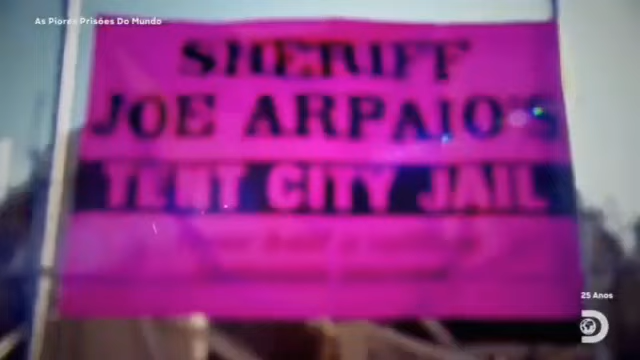 As Piores Prisões Do Mundo
SHERIFF
JOE ARPAIO'S
TENT CITY JAIL
25 Anos
D